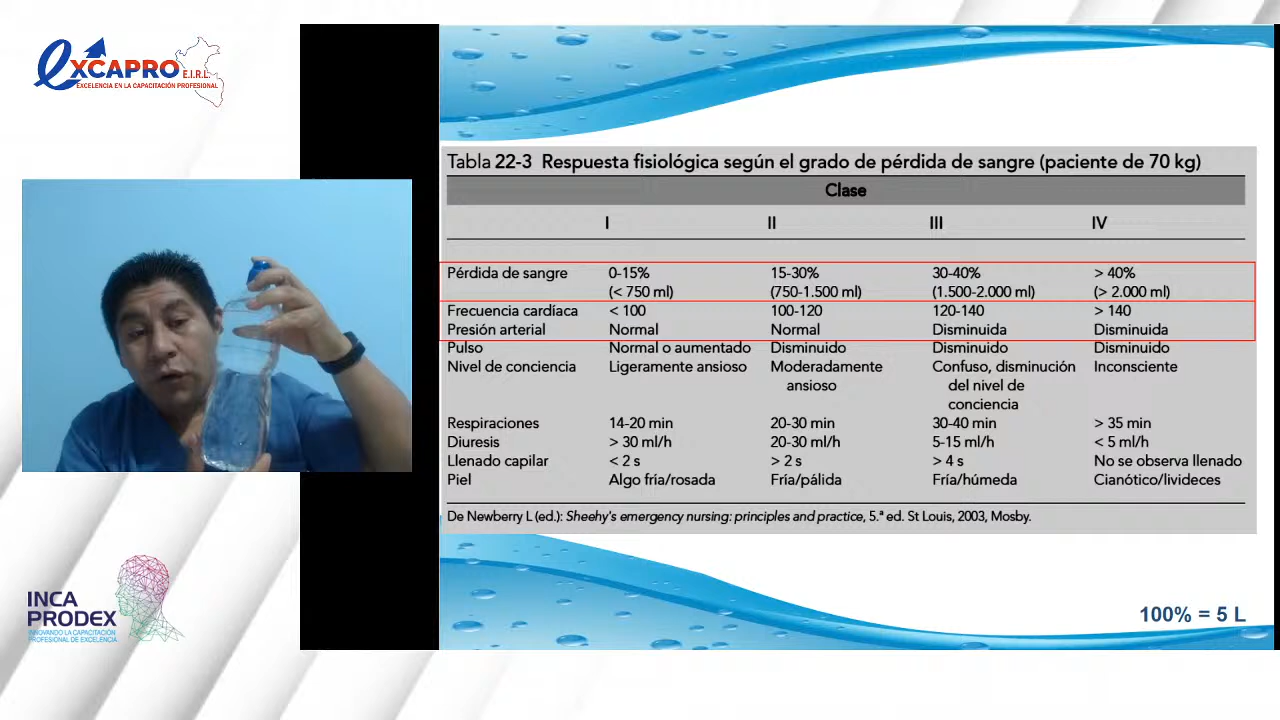 excapro E.I.R.L.
EXCELENCIA EN LA CAPACITACIÓN PROFESIONAL
Tabla 22-3 Respuesta fisiológica según el grado de pérdida de sangre (paciente de 70 kg)
Clase
I II III IV
Pérdida de sangre 0-15% 15-30% 30-40% > 40%
(< 750 ml) (750-1.500 ml) (1.500-2.000 ml) (> 2.000 ml)
Frecuencia cardíaca < 100 100-120 120-140 > 140
Presión arterial Normal Normal Disminuida Disminuida
Pulso Normal o aumentado Disminuido Disminuido Disminuido
Nivel de conciencia Ligeramente ansioso Moderadamente Confuso, disminución Inconsciente
ansioso del nivel de
conciencia
Respiraciones 14-20 min 20-30 min 30-40 min > 35 min
Diuresis > 30 ml/h 20-30 ml/h 5-15 ml/h < 5 ml/h
Llenado capilar < 2 s > 2 s > 4 s No se observa llenado
Piel Algo fría/rosada Fría/pálida Fría/húmeda Cianótico/livideces
De Newberry L (ed.): Sheehy's emergency nursing: principles and practice, 5.ª ed. St Louis, 2003, Mosby.
100% = 5 L
INCA
PRODEX
INNOVANDO LA CAPACITACIÓN
PROFESIONAL DE EXCELENCIA